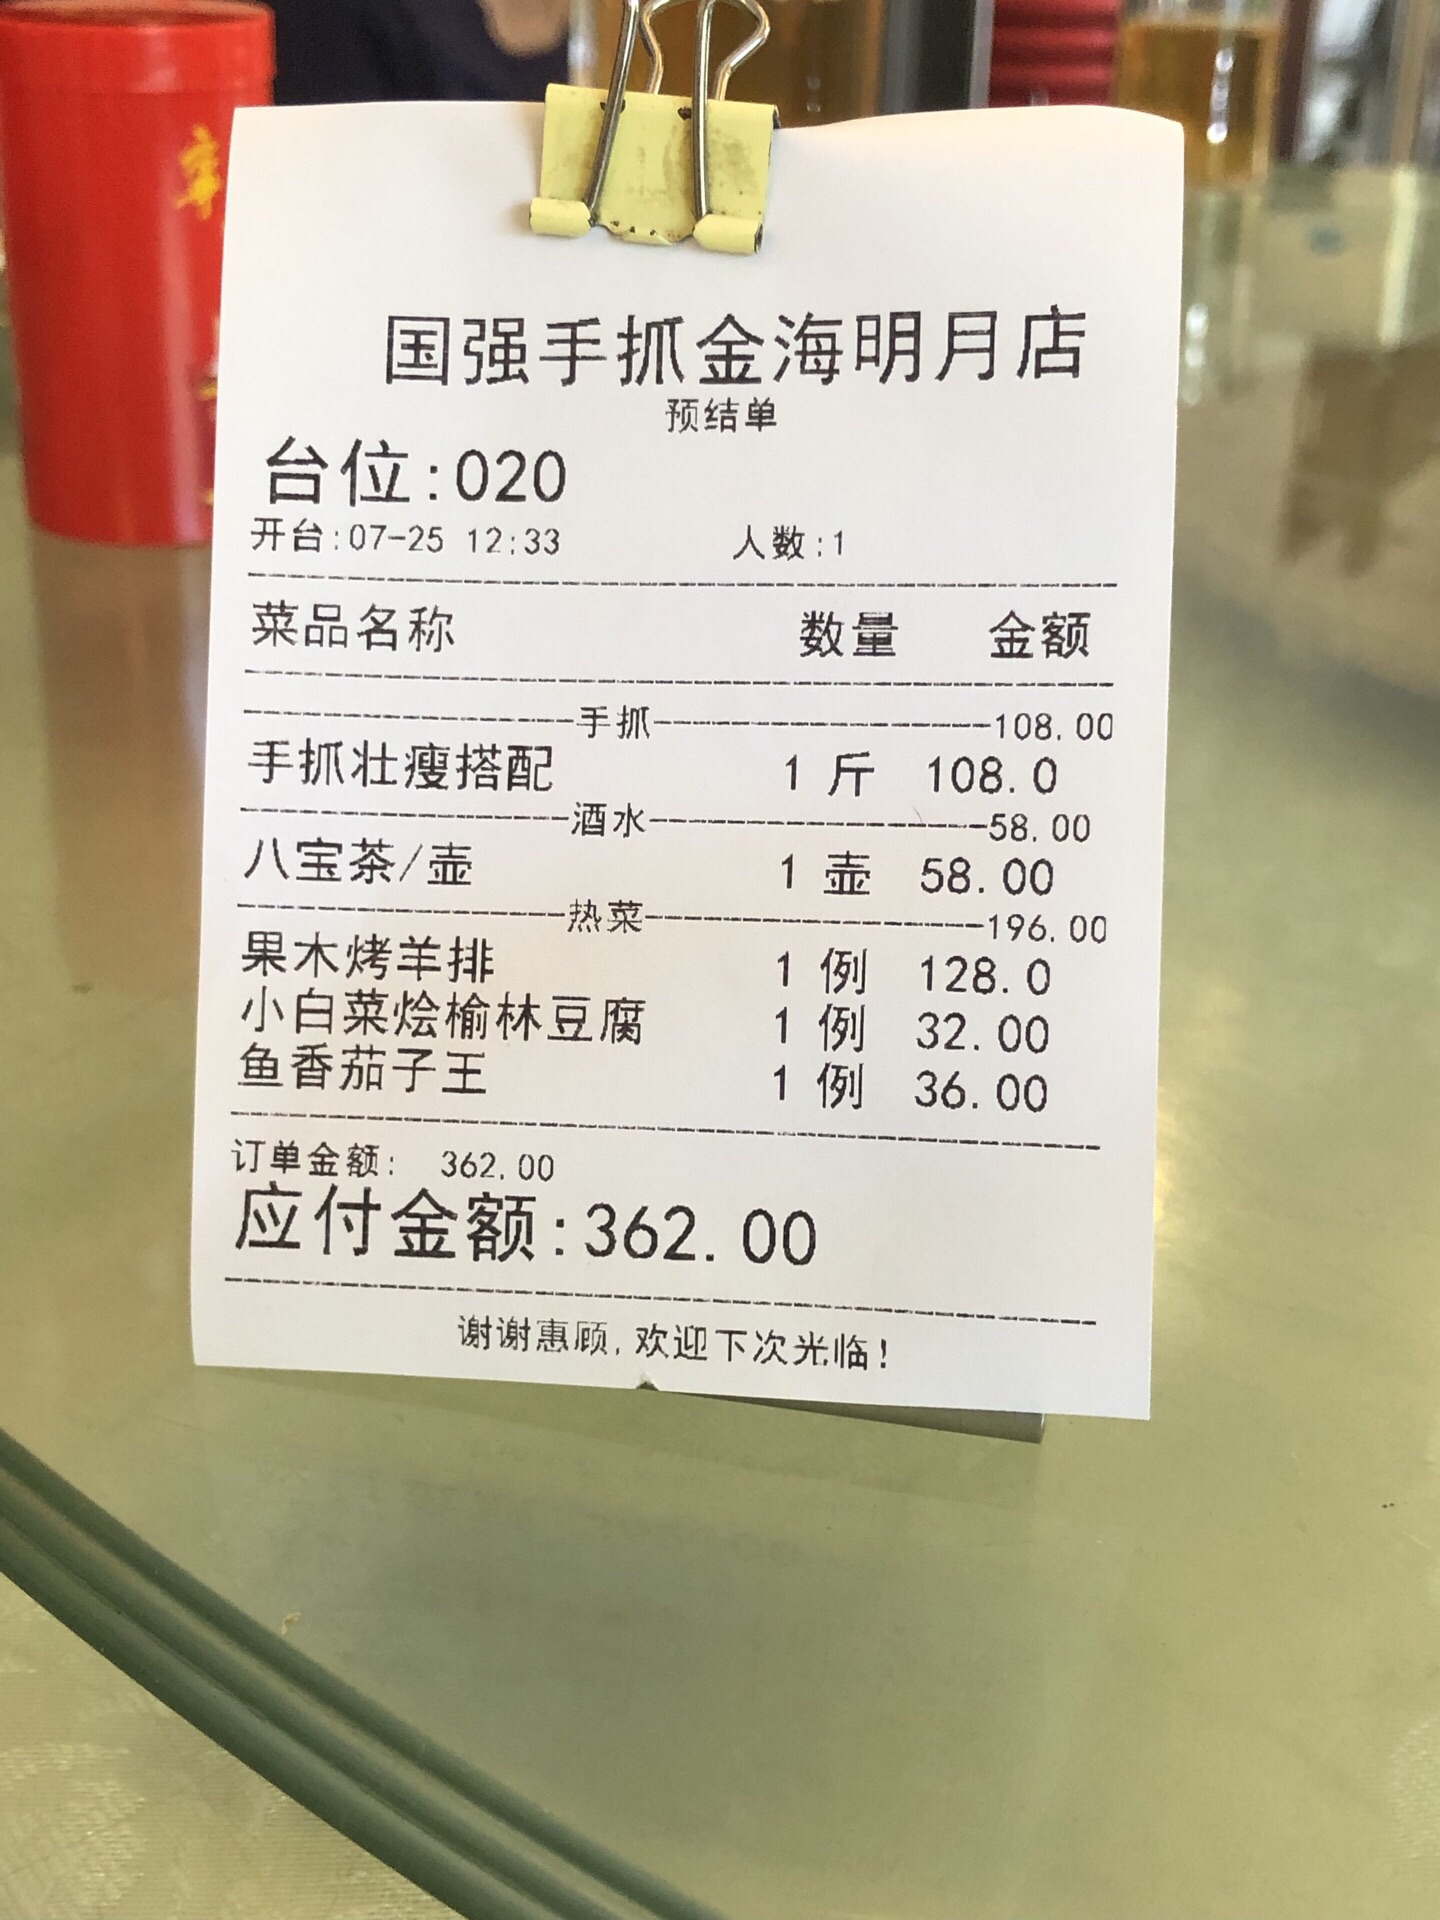 国强手抓金海明月店
预结单
台位:020
开台:07-25 12:33 人数:1
菜品名称 数量 金额
手抓 108.00
手抓壮瘦搭配 1 斤 108.0
酒水 58.00
八宝茶/壶 1 壶 58.00
热菜 196.00
果木烤羊排 1 例 128.0
小白菜烩榆林豆腐 1 例 32.00
鱼香茄子王 1 例 36.00
订单金额: 362.00
应付金额:362.00
谢谢惠顾,欢迎下次光临!